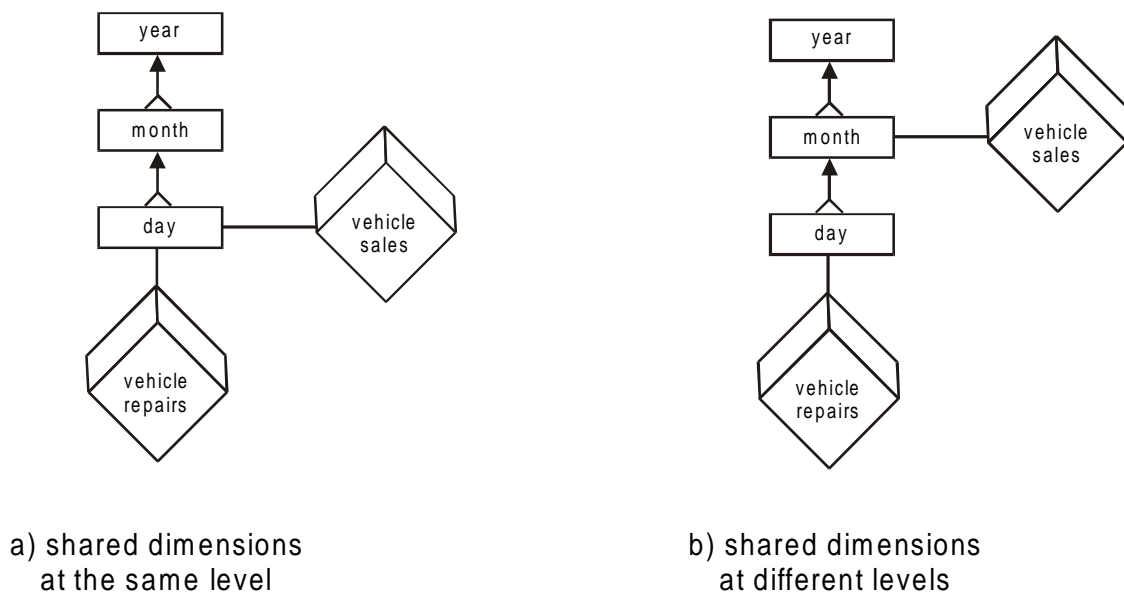 year
month
day
vehicle
sales
vehicle
repairs
a) shared dimensions
at the same level
year
month
vehicle
sales
day
vehicle
repairs
b) shared dimensions
at different levels